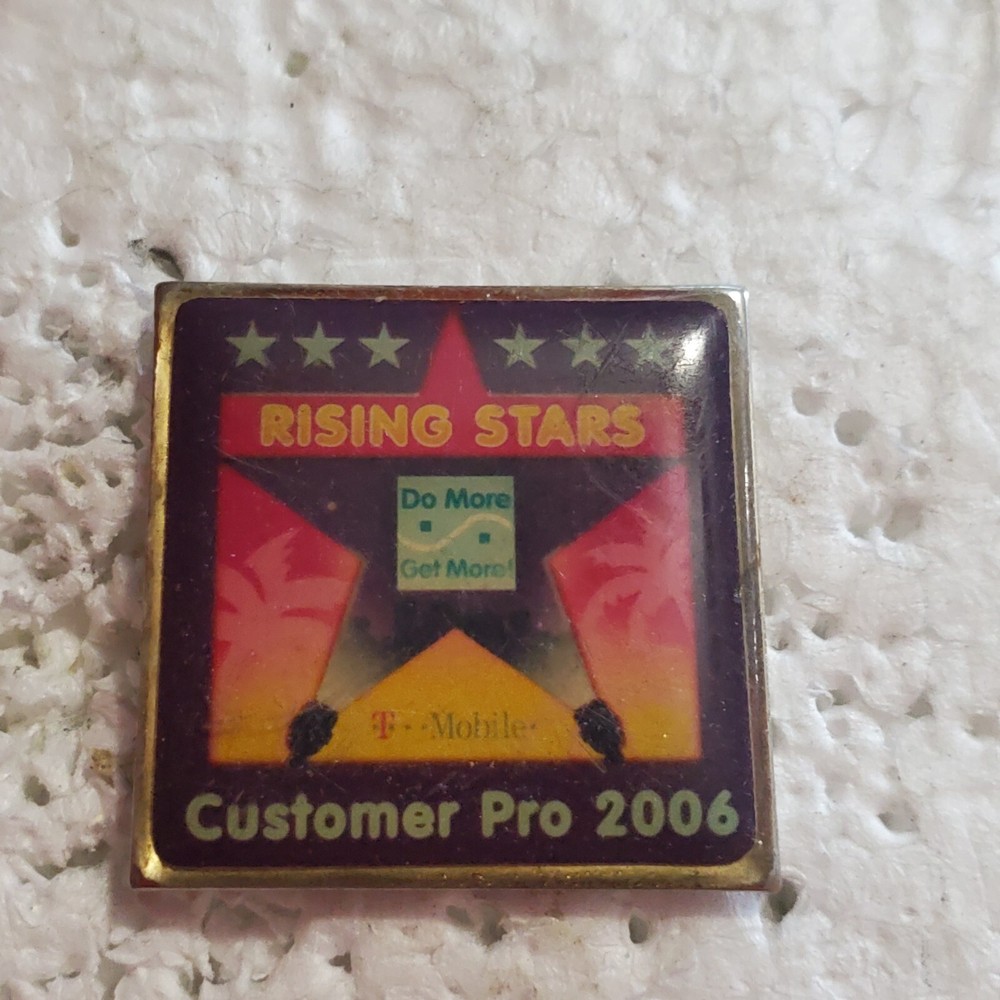 RISING STARS
Do More
Get More!
T··Mobile·
Customer Pro 2006